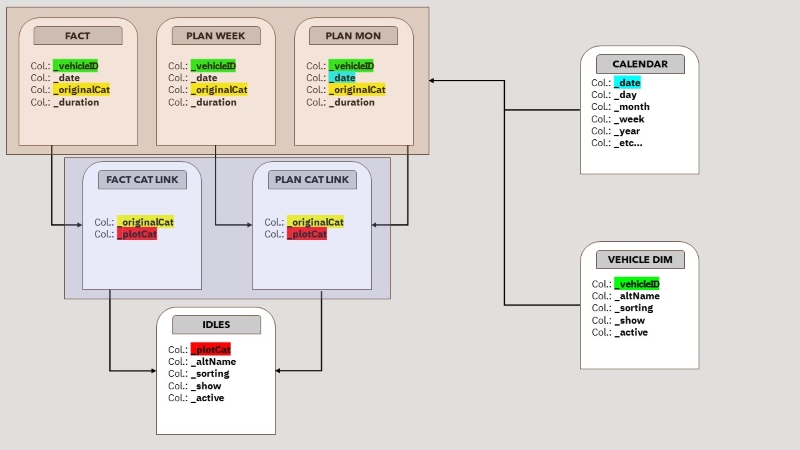 FACT
Col.: _vehicleID
Col.: _date
Col.: _originalCat
Col.: _duration
PLAN WEEK
Col.: _vehicleID
Col.: _date
Col.: _originalCat
Col.: _duration
PLAN MON
Col.: _vehicleID
Col.: _date
Col.: _originalCat
Col.: _duration
CALENDAR
Col.: _date
Col.: _day
Col.: _month
Col.: _week
Col.: _year
Col.: _etc...
FACT CAT LINK
Col.: _originalCat
Col.: _plotCat
PLAN CAT LINK
Col.: _originalCat
Col.: _plotCat
VEHICLE DIM
Col.: _vehicleID
Col.: _altName
Col.: _sorting
Col.: _show
Col.: _active
IDLES
Col.: _plotCat
Col.: _altName
Col.: _sorting
Col.: _show
Col.: _active